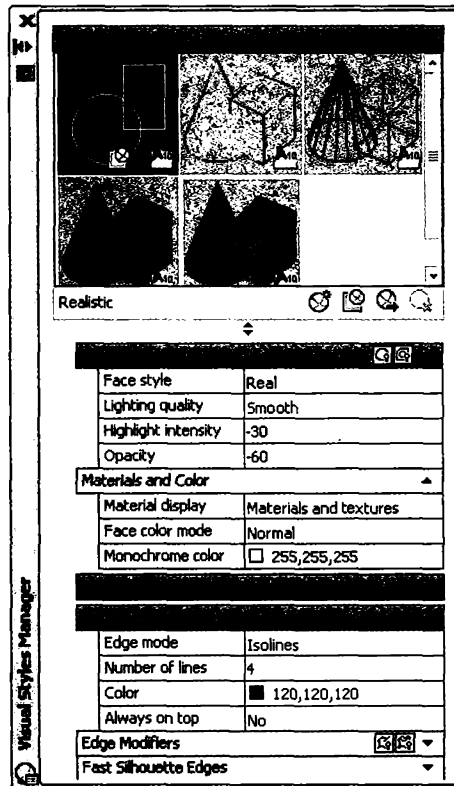 Realistic
Face style Real
Lighting quality Smooth
Highlight intensity -30
Opacity -60
Materials and Color
Material display Materials and textures
Face color mode Normal
Monochrome color 255,255,255
Edge mode Isolines
Number of lines 4
Color 120,120,120
Always on top No
Edge Modifiers
Fast Silhouette Edges
Visual Styles Manager